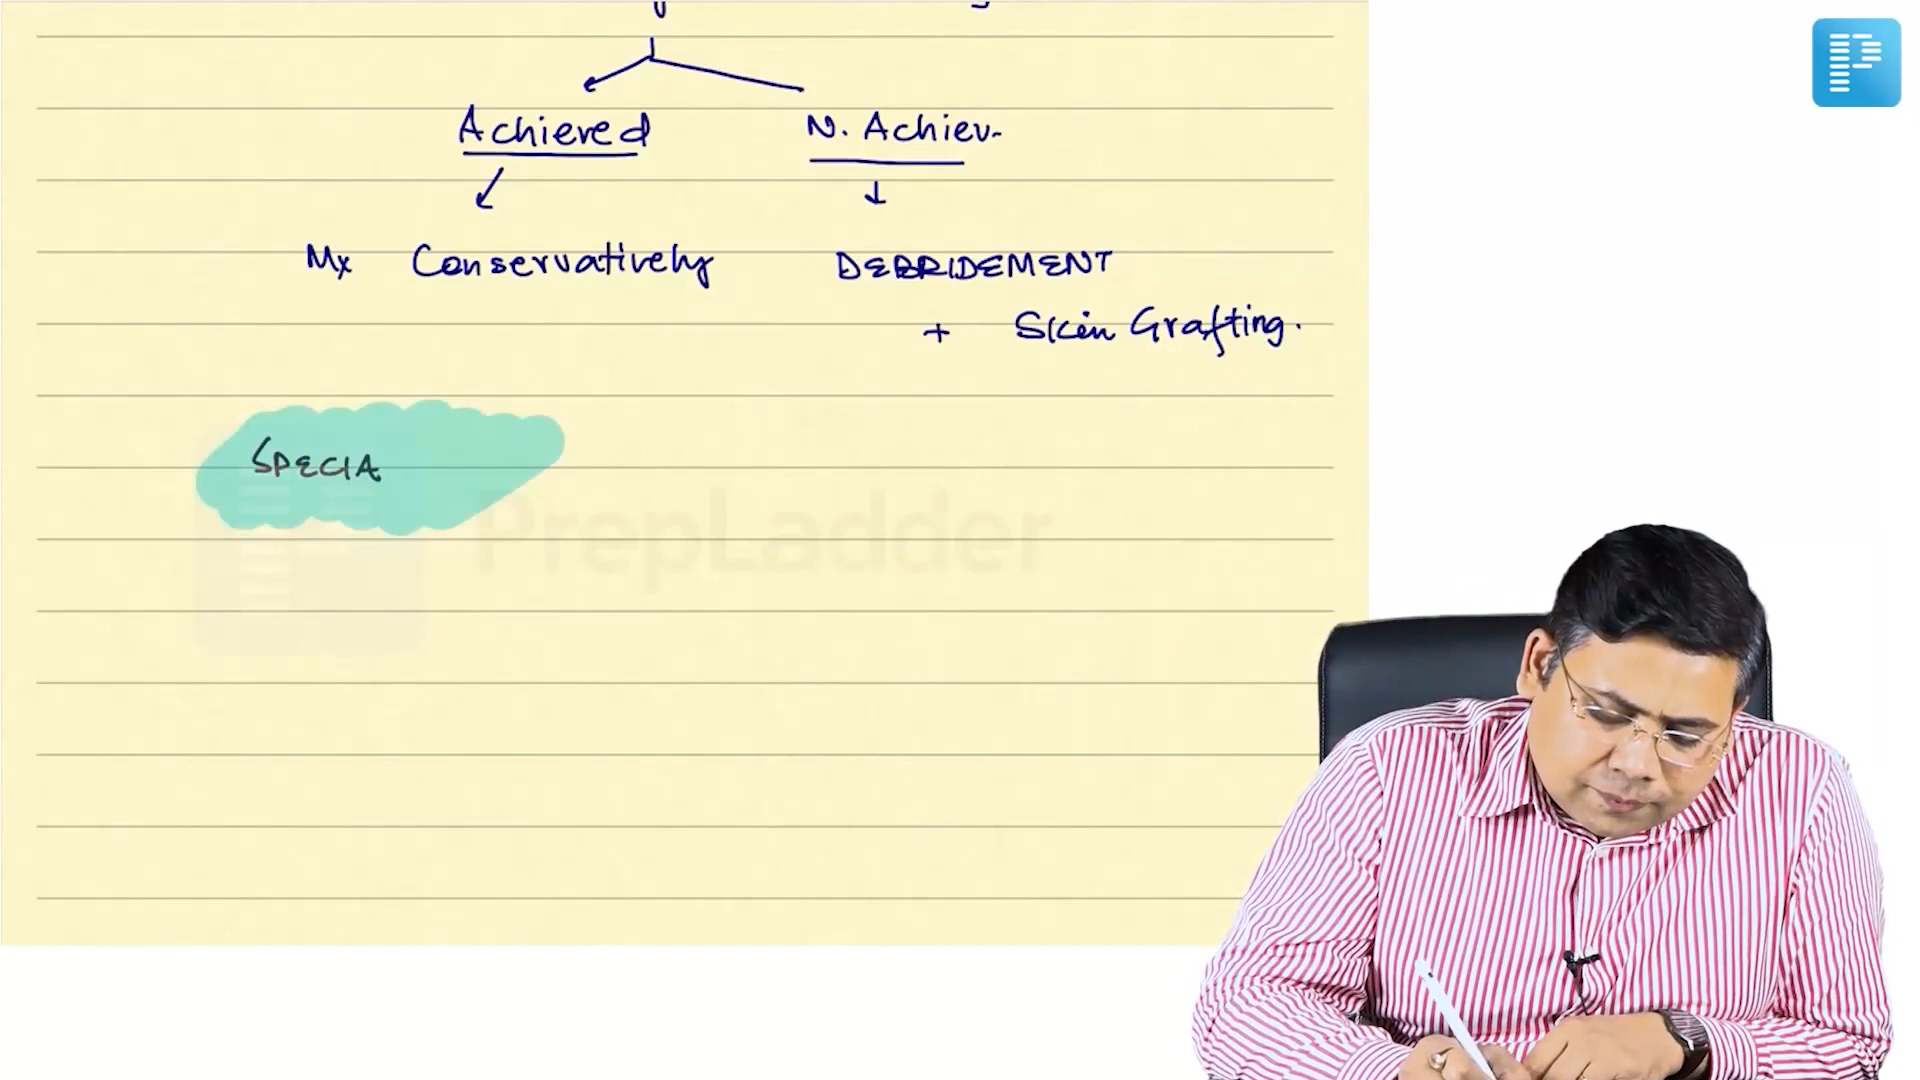 Achieved N. Achiev-
Mx Conservatively DEBRIDEMENT
+ Skin Grafting.
SPECIA
PrepLadder